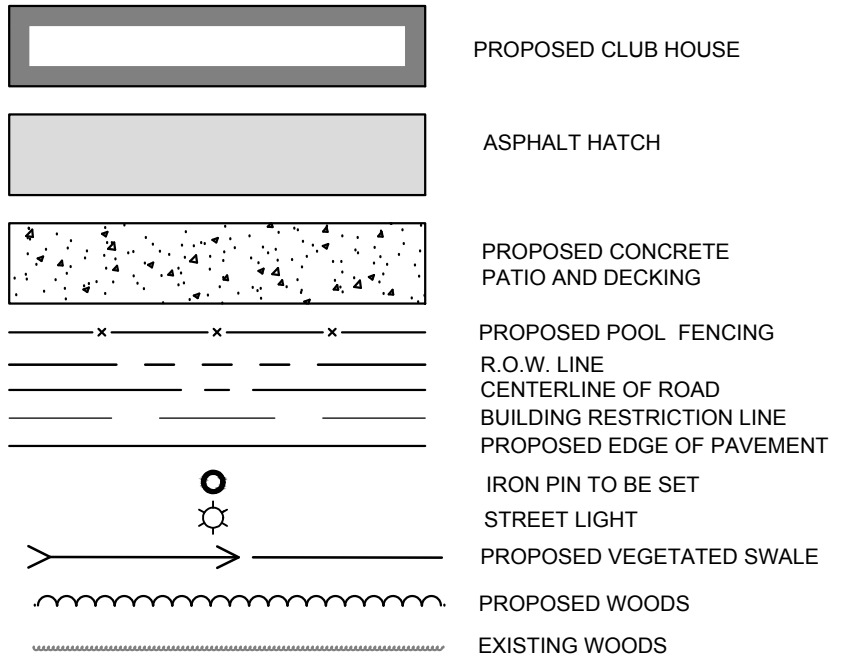 PROPOSED CLUB HOUSE
ASPHALT HATCH
PROPOSED CONCRETE
PATIO AND DECKING
PROPOSED POOL FENCING
R.O.W. LINE
CENTERLINE OF ROAD
BUILDING RESTRICTION LINE
PROPOSED EDGE OF PAVEMENT
IRON PIN TO BE SET
STREET LIGHT
PROPOSED VEGETATED SWALE
PROPOSED WOODS
EXISTING WOODS